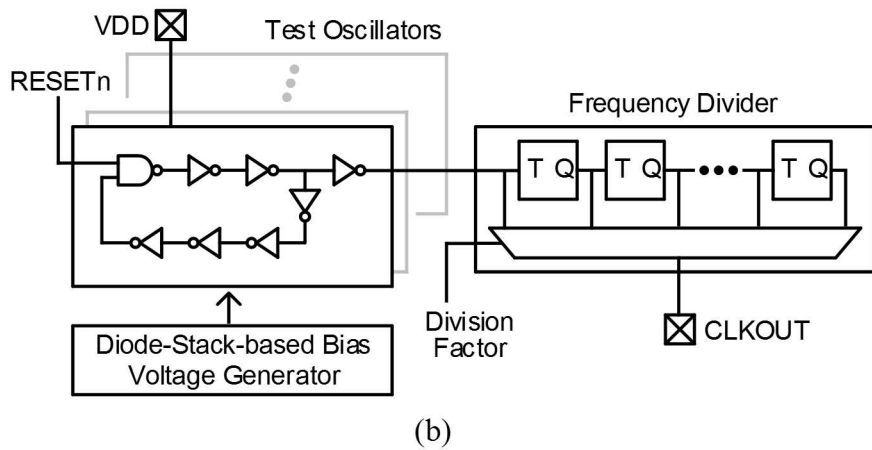 VDD
Test Oscillators
RESETn
Frequency Divider
T Q
T Q
T Q
Division
Factor
CLKOUT
Diode-Stack-based Bias
Voltage Generator
(b)